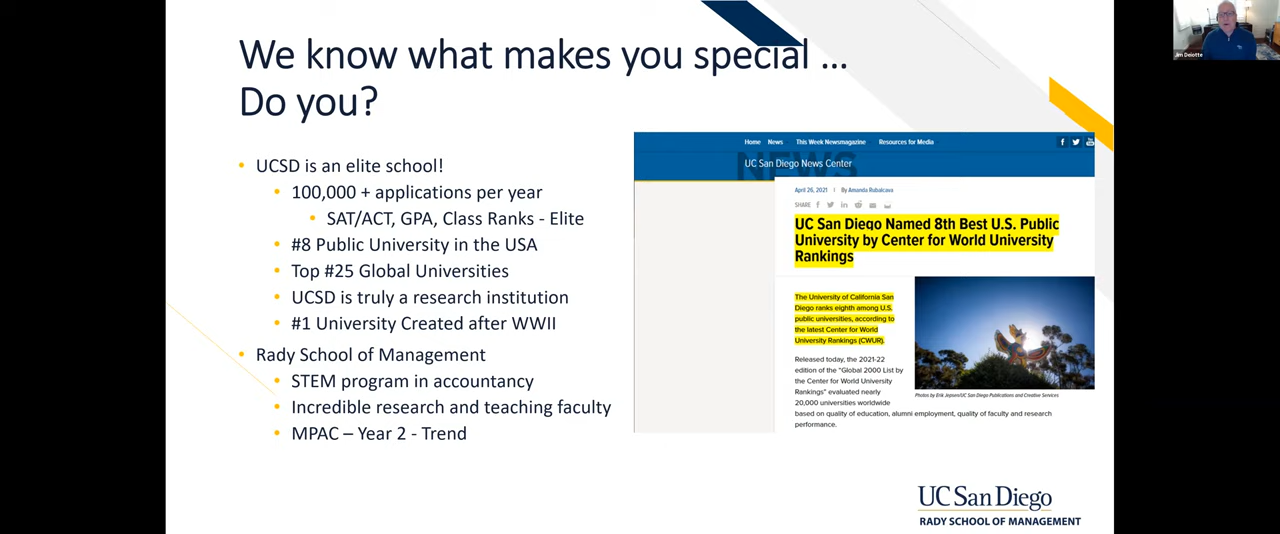 We know what makes you special …
Do you?
• UCSD is an elite school!
• 100,000 + applications per year
• SAT/ACT, GPA, Class Ranks - Elite
• #8 Public University in the USA
• Top #25 Global Universities
• UCSD is truly a research institution
• #1 University Created after WWII
• Rady School of Management
• STEM program in accountancy
• Incredible research and teaching faculty
• MPAC – Year 2 - Trend
Home News This Week Newsmagazine Resources for Media
NEWS
UC San Diego News Center
April 26, 2021 | By Amanda Rubalcava
SHARE
UC San Diego Named 8th Best U.S. Public
University by Center for World University
Rankings
The University of California San
Diego ranks eighth among U.S.
public universities, according to
the latest Center for World
University Rankings (CWUR).
Released today, the 2021-22
edition of the "Global 2000 List by
the Center for World University
Rankings" evaluated nearly
20,000 universities worldwide
based on quality of education, alumni employment, quality of faculty and research
performance.
Photos by Erik Jepsen/UC San Diego Publications and Creative Services
UC San Diego
RADY SCHOOL OF MANAGEMENT
Jim Deiotte